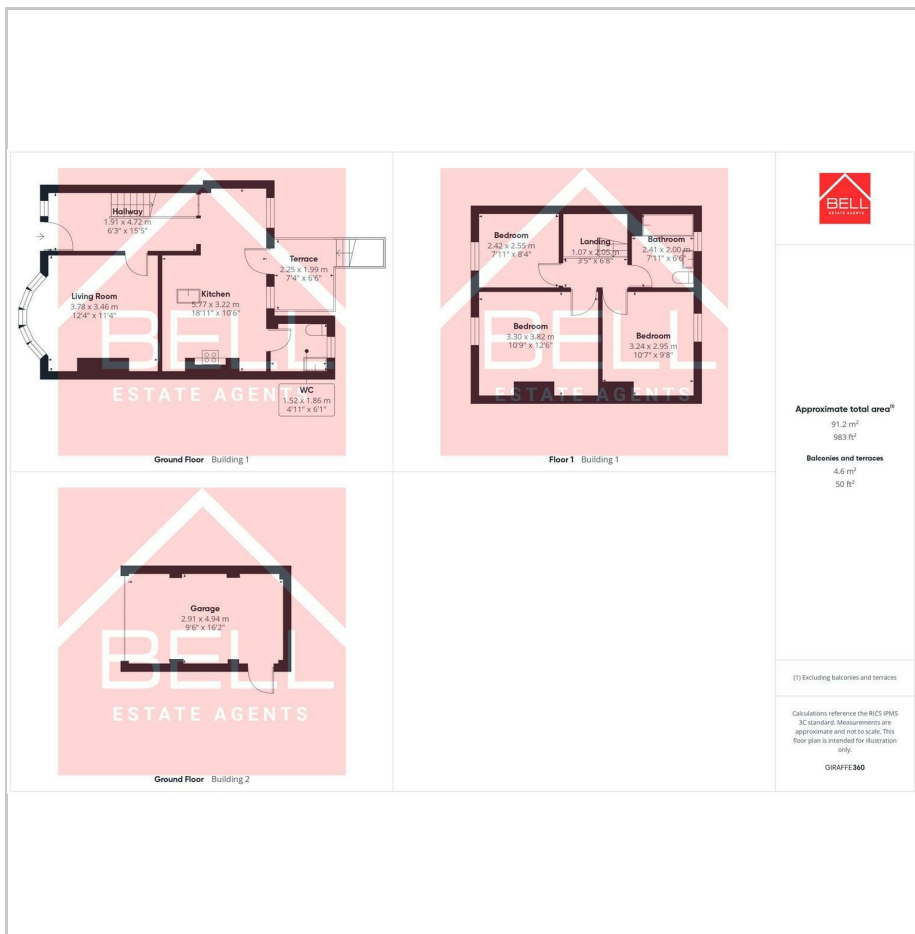 Hallway
1.91 x 4.72 m
6'3" x 15'5"
Living Room
3.78 x 3.46 m
12'4" x 11'4"
Kitchen
5.77 x 3.22 m
18'11" x 10'6"
Terrace
2.25 x 1.99 m
7'4" x 6'6"
WC
1.52 x 1.86 m
4'11" x 6'1"
BELL
ESTATE AGENTS
Ground Floor Building 1
Bedroom
2.42 x 2.55 m
7'11" x 8'4"
Landing
1.07 x 2.05 m
3'5" x 6'8"
Bathroom
2.41 x 2.00 m
7'11" x 6'6"
Bedroom
3.30 x 3.82 m
10'9" x 12'6"
Bedroom
3.24 x 2.95 m
10'7" x 9'8"
BELL
ESTATE AGENTS
Floor 1 Building 1
Garage
2.91 x 4.94 m
9'6" x 16'2"
BELL
ESTATE AGENTS
Ground Floor Building 2
BELL
ESTATE AGENTS
Approximate total area(1)
91.2 m²
983 ft²
Balconies and terraces
4.6 m²
50 ft²
(1) Excluding balconies and terraces
Calculations reference the RICS IPMS
3C standard. Measurements are
approximate and not to scale. This
floor plan is intended for illustration
only.
GIRAFFE360